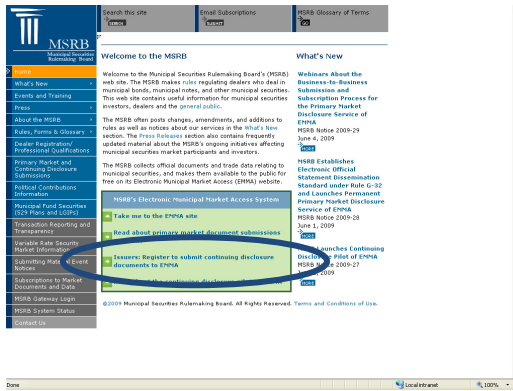 Search this site
SEARCH
Email Subscriptions
SUBMIT
MSRB Glossary of Terms
GO
MSRB
Municipal Securities
Rulemaking Board
Home
What's New
Events and Training
Press
About the MSRB
Rules, Forms & Glossary
Dealer Registration/
Professional Qualifications
Primary Market and
Continuing Disclosure
Submissions
Political Contributions
Information
Municipal Fund Securities
(529 Plans and LGIPs)
Transaction Reporting and
Transparency
Variable Rate Security
Market Information
Submitting Material Event
Notices
Subscriptions to Market
Documents and Data
MSRB Gateway Login
MSRB System Status
Contact Us
Welcome to the MSRB
Welcome to the Municipal Securities Rulemaking Board's (MSRB)
web site. The MSRB makes rules regulating dealers who deal in
municipal bonds, municipal notes, and other municipal securities.
This web site contains useful information for municipal securities
investors, dealers and the general public.
The MSRB often posts changes, amendments, and additions to
rules as well as notices about our services in the What's New
section. The Press Releases section also contains frequently
updated material about the MSRB's ongoing initiatives affecting
municipal securities market participants and investors.
The MSRB collects official documents and trade data relating to
municipal securities, and makes them available to the public for
free on its Electronic Municipal Market Access (EMMA) website.
MSRB's Electronic Municipal Market Access System
Take me to the EMMA site
Read about primary market document submissions
Issuers: Register to submit continuing disclosure
documents to EMMA
the continuing disclosure
©2009 Municipal Securities Rulemaking Board. All Rights Reserved. Terms and Conditions of Use.
What's New
Webinars About the
Business-to-Business
Submission and
Subscription Process for
the Primary Market
Disclosure Service of
EMMA
MSRB Notice 2009-29
June 4, 2009
MORE
MSRB Establishes
Electronic Official
Statement Dissemination
Standard under Rule G-32
and Launches Permanent
Primary Market Disclosure
Service of EMMA
MSRB Notice 2009-28
June 1, 2009
MORE
Launches Continuing
Disclosure Pilot of EMMA
MSRB Notice 2009-27
2009
MORE
Done
Local intranet
100%